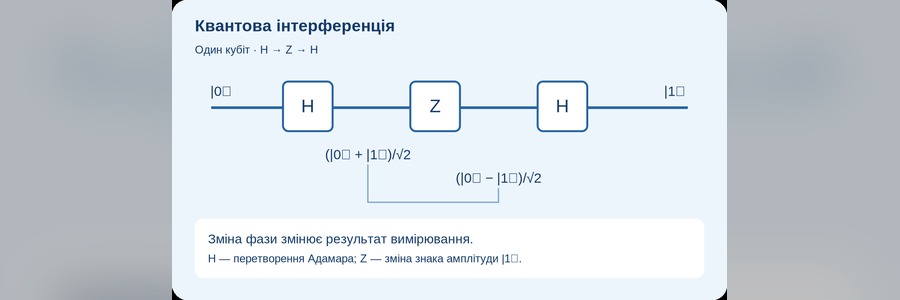 Квантова інтерференція
Один кубіт · H → Z → H
|0□ H Z H |1□
(|0□ + |1□)/√2
(|0□ − |1□)/√2
Зміна фази змінює результат вимірювання.
H — перетворення Адамара; Z — зміна знака амплітуди |1□.